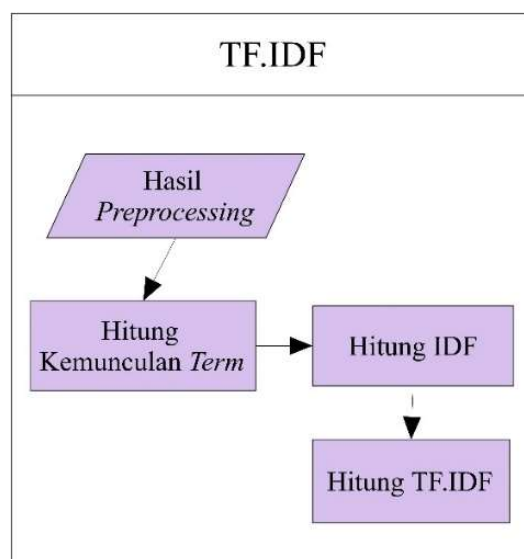 TF.IDF
Hasil
Preprocessing
Hitung
Kemunculan Term
Hitung IDF
Hitung TF.IDF